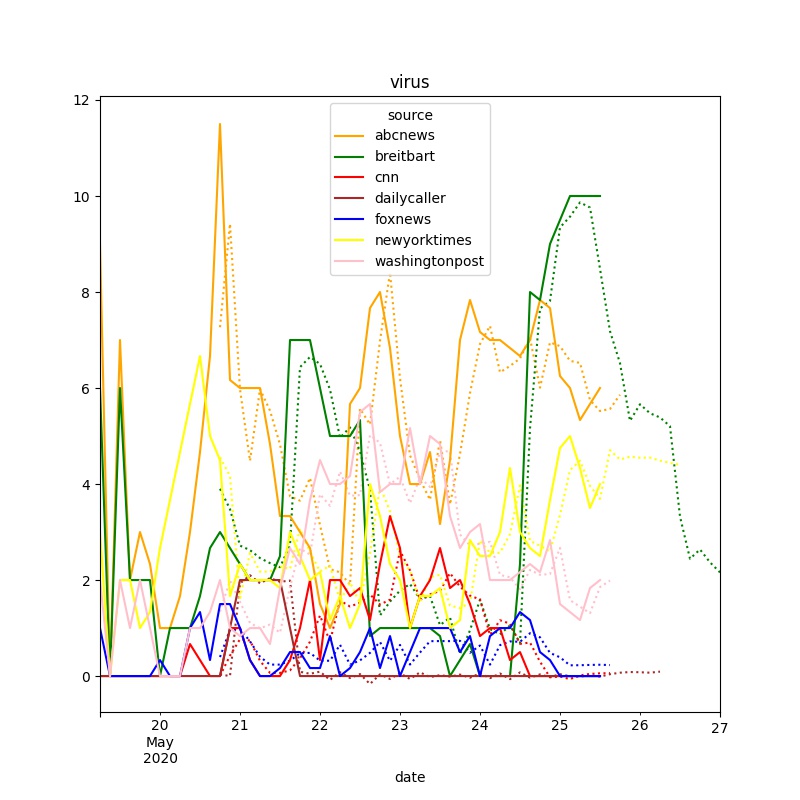 virus
source
abcnews
breitbart
cnn
dailycaller
foxnews
newyorktimes
washingtonpost
12
10
8
6
4
2
0
20 21 22 23 24 25 26 27
May
2020
date